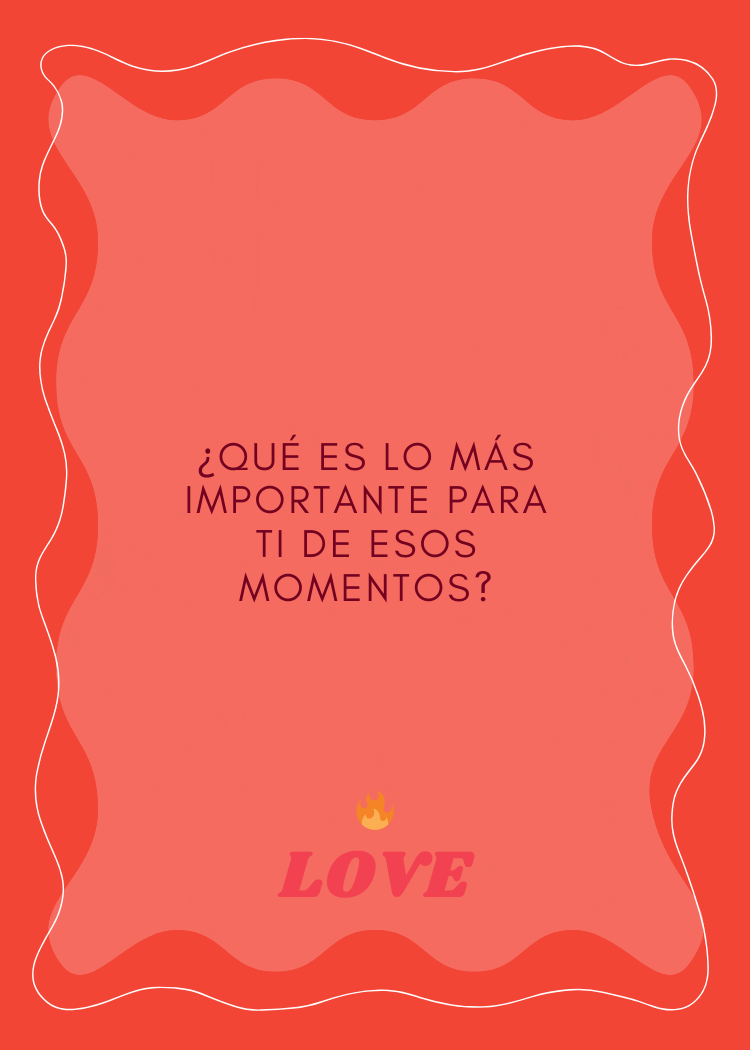 ¿QUÉ ES LO MÁS
IMPORTANTE PARA
TI DE ESOS
MOMENTOS?
LOVE